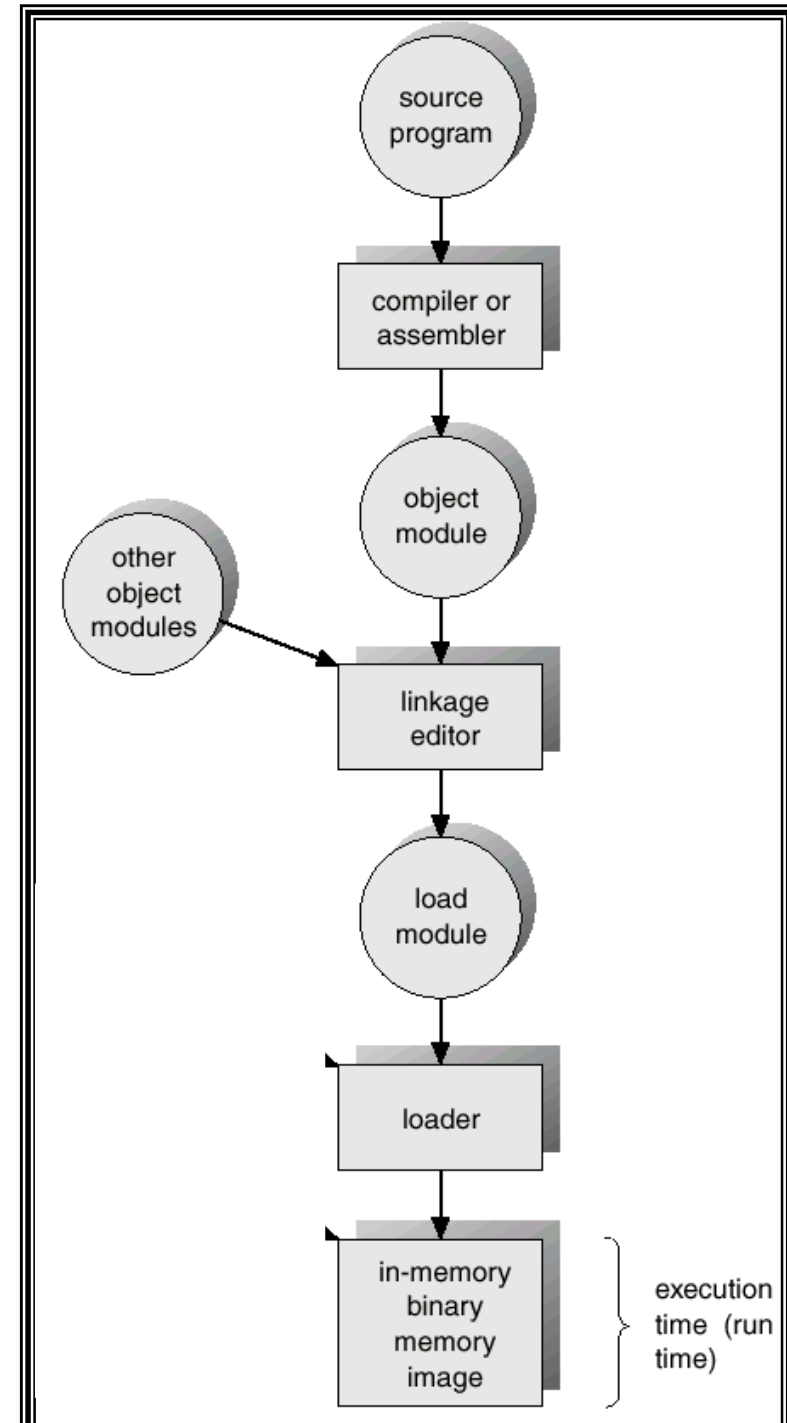 source
program
compiler or
assembler
object
module
other
object
modules
linkage
editor
load
module
loader
in-memory
binary
memory
image
execution
time (run
time)